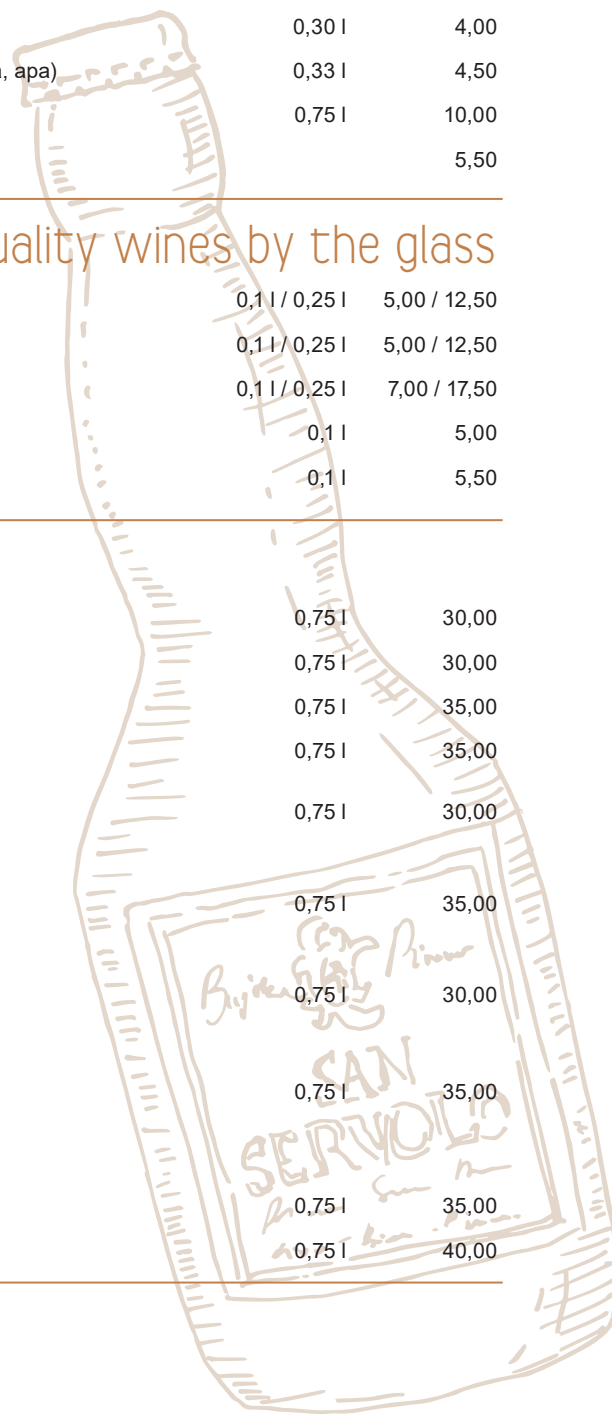 0,30 l 4,00
, apa) 0,33 l 4,50
0,75 l 10,00
5,50
uality wines by the glass
0,1 l / 0,25 l 5,00 / 12,50
0,1 l / 0,25 l 5,00 / 12,50
0,1 l / 0,25 l 7,00 / 17,50
0,1 l 5,00
0,1 l 5,50
0,75 l 30,00
0,75 l 30,00
0,75 l 35,00
0,75 l 35,00
0,75 l 30,00
0,75 l 35,00
0,75 l 30,00
SAN
0,75 l 35,00
SERVOLO
0,75 l 35,00
0,75 l 40,00